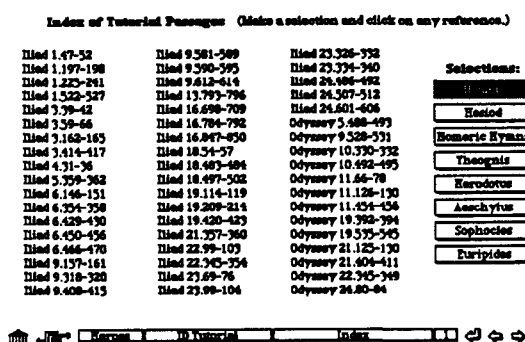 Index of Tutorial Passages (Make a selection and click on any reference.)
Iliad 1.47-52
Iliad 1.197-198
Iliad 1.223-241
Iliad 1.522-527
Iliad 3.39-42
Iliad 3.59-66
Iliad 3.162-165
Iliad 3.414-417
Iliad 4.31-36
Iliad 5.359-362
Iliad 6.146-151
Iliad 6.354-358
Iliad 6.429-430
Iliad 6.450-456
Iliad 6.466-470
Iliad 9.157-161
Iliad 9.318-320
Iliad 9.408-415
Iliad 9.581-589
Iliad 9.590-595
Iliad 9.612-614
Iliad 13.793-796
Iliad 16.698-709
Iliad 16.784-792
Iliad 16.847-850
Iliad 18.54-57
Iliad 18.483-484
Iliad 18.497-502
Iliad 19.114-119
Iliad 19.209-214
Iliad 19.420-423
Iliad 21.357-360
Iliad 22.99-103
Iliad 22.345-354
Iliad 23.69-76
Iliad 23.99-104
Iliad 23.326-332
Iliad 23.334-340
Iliad 24.486-492
Iliad 24.507-512
Iliad 24.601-606
Odyssey 5.488-493
Odyssey 9.528-531
Odyssey 10.330-332
Odyssey 10.492-495
Odyssey 11.66-78
Odyssey 11.126-130
Odyssey 11.454-456
Odyssey 19.392-394
Odyssey 19.535-545
Odyssey 21.125-130
Odyssey 21.404-411
Odyssey 22.345-349
Odyssey 24.80-84
Selections:
Hesiod
Homeric Hymns
Theognis
Herodotus
Aeschylus
Sophocles
Euripides
Heroes ID Tutorial Index 1